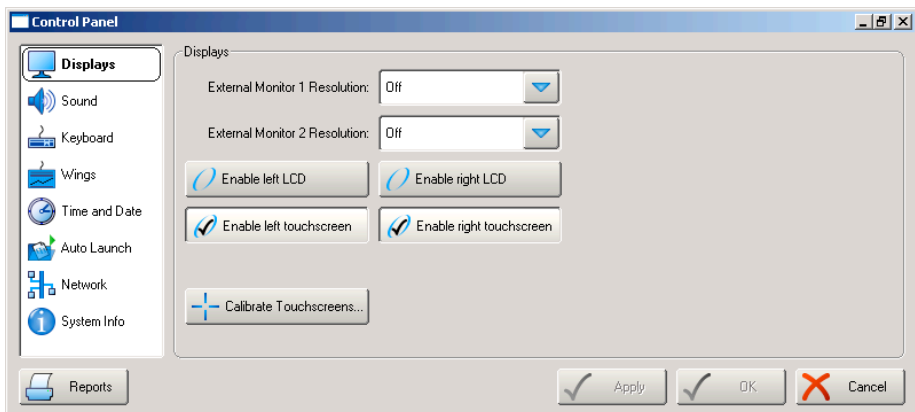 Control Panel
Displays
Sound
Keyboard
Wings
Time and Date
Auto Launch
Network
System Info
Displays
External Monitor 1 Resolution: Off
External Monitor 2 Resolution: Off
Enable left LCD Enable right LCD
Enable left touchscreen Enable right touchscreen
Calibrate Touchscreens...
Reports Apply OK Cancel